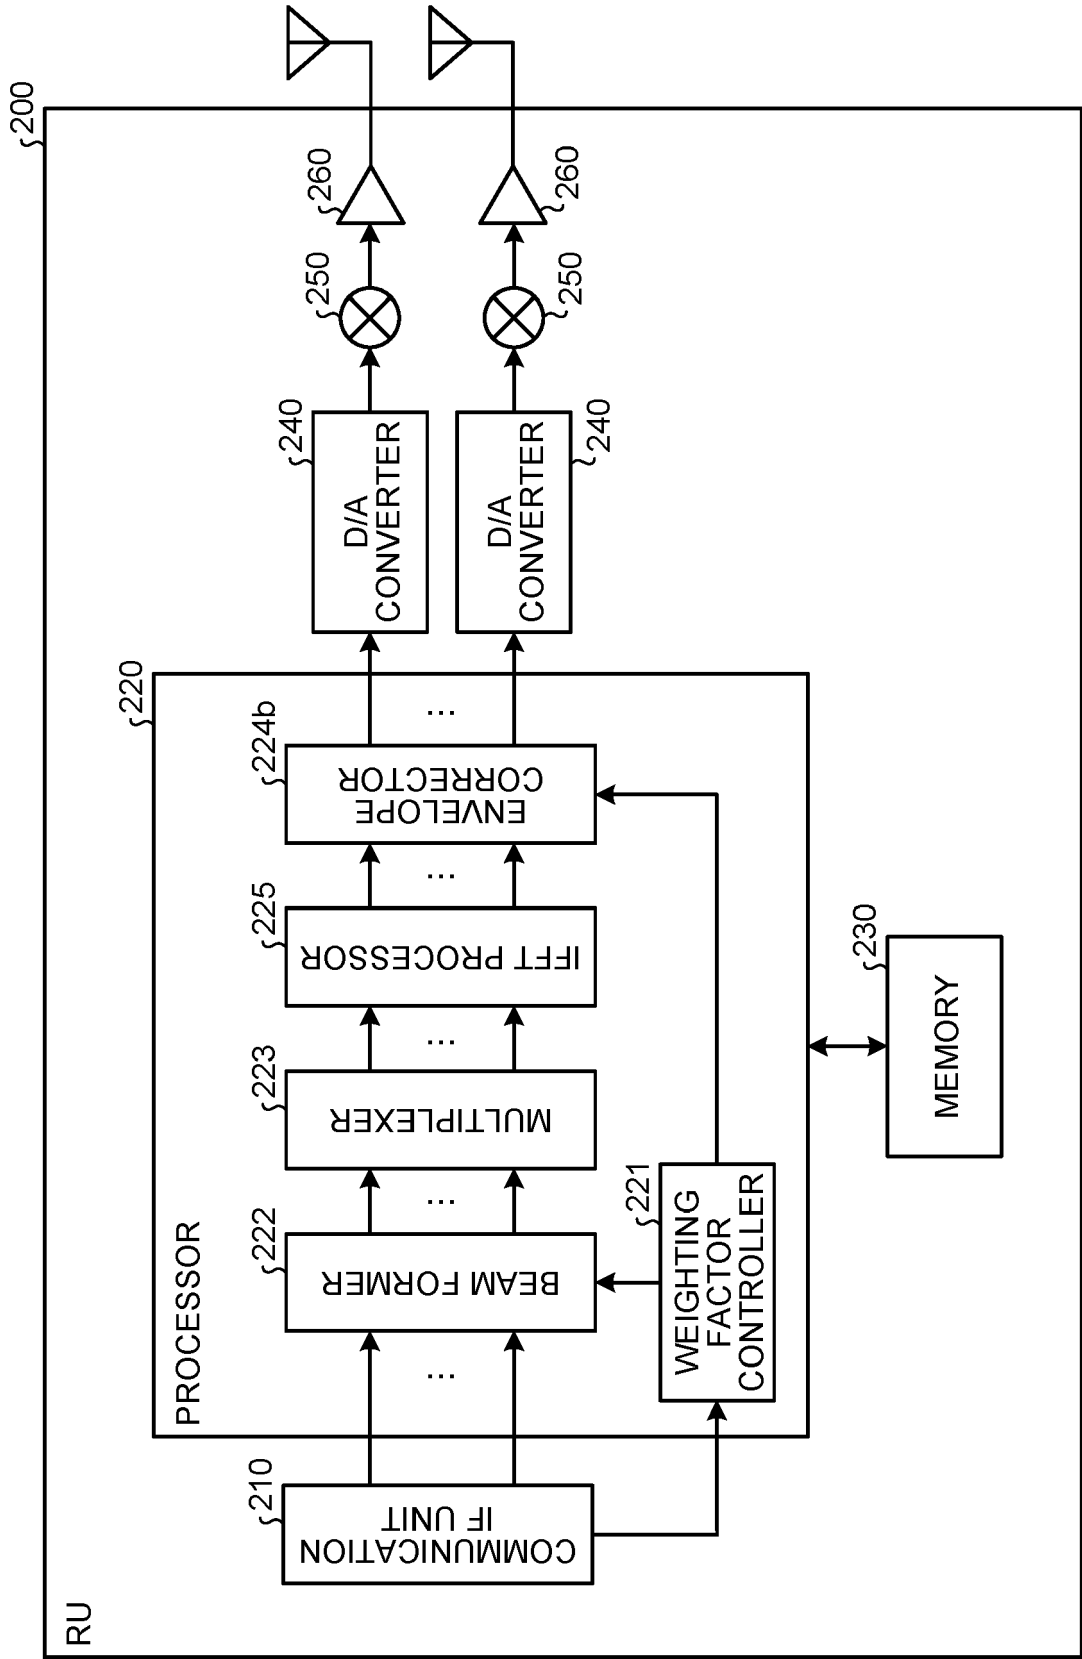 RU
200
PROCESSOR
220
COMMUNICATION
IF UNIT
210
...
BEAM FORMER
222
...
MULTIPLEXER
223
...
IFFT PROCESSOR
225
...
ENVELOPE
CORRECTOR
224b
...
WEIGHTING
FACTOR
CONTROLLER
221
D/A
CONVERTER
240
250
260
D/A
CONVERTER
240
250
260
MEMORY
230